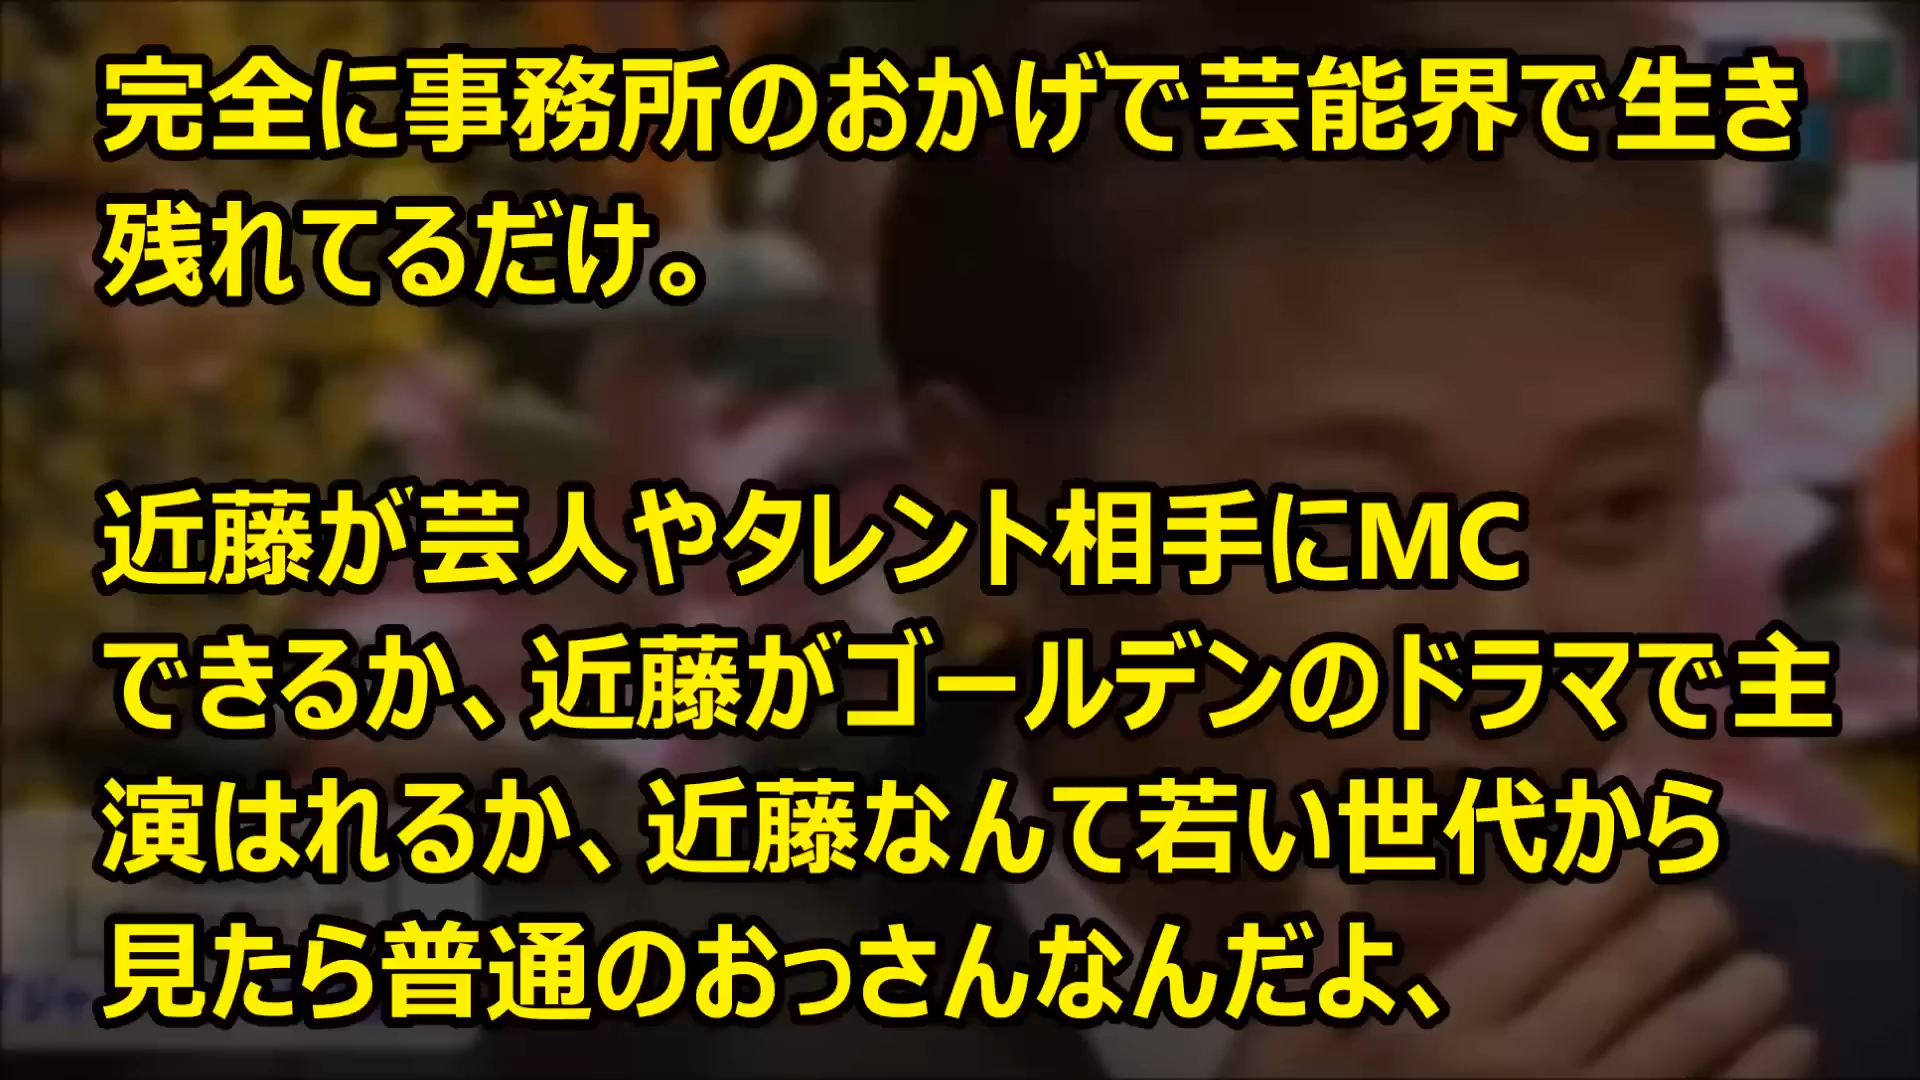 完全に事務所のおかげで芸能界で生き
残れてるだけ。
近藤が芸人やタレント相手にMC
できるか、近藤がゴールデンのドラマで主
演はれるか、近藤なんて若い世代から
見たら普通のおっさんなんだよ、